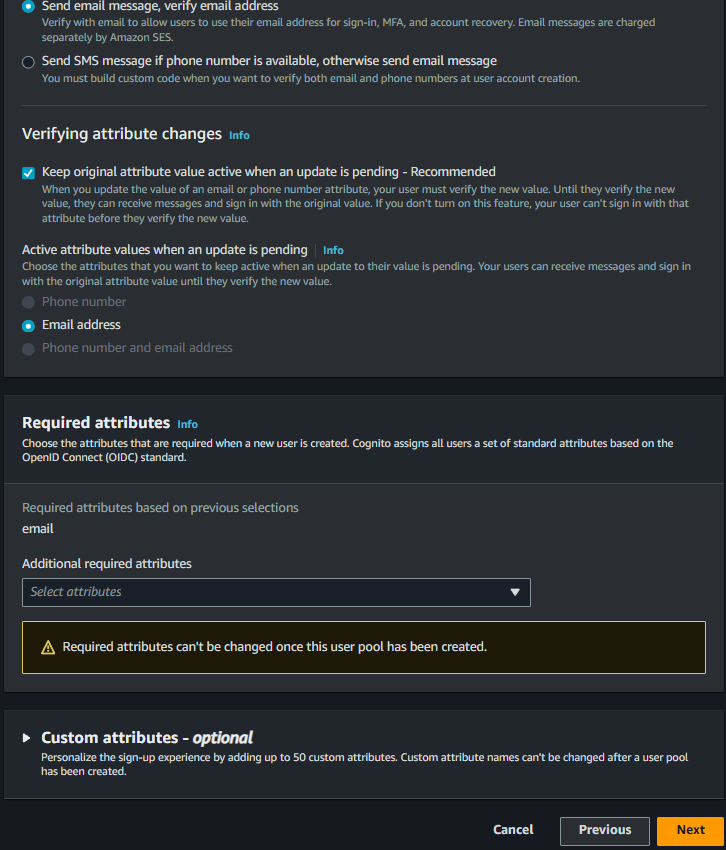 Send email message, verify email address
Verify with email to allow users to use their email address for sign-in, MFA, and account recovery. Email messages are charged
separately by Amazon SES.
Send SMS message if phone number is available, otherwise send email message
You must build custom code when you want to verify both email and phone numbers at user account creation.
Verifying attribute changes Info
Keep original attribute value active when an update is pending - Recommended
When you update the value of an email or phone number attribute, your user must verify the new value. Until they verify the new
value, they can receive messages and sign in with the original value. If you don't turn on this feature, your user can't sign in with that
attribute before they verify the new value.
Active attribute values when an update is pending Info
Choose the attributes that you want to keep active when an update to their value is pending. Your users can receive messages and sign in
with the original attribute value until they verify the new value.
Phone number
Email address
Phone number and email address
Required attributes Info
Choose the attributes that are required when a new user is created. Cognito assigns all users a set of standard attributes based on the
OpenID Connect (OIDC) standard.
Required attributes based on previous selections
email
Additional required attributes
Select attributes
Required attributes can't be changed once this user pool has been created.
Custom attributes - optional
Personalize the sign-up experience by adding up to 50 custom attributes. Custom attribute names can't be changed after a user pool
has been created.
Cancel Previous Next